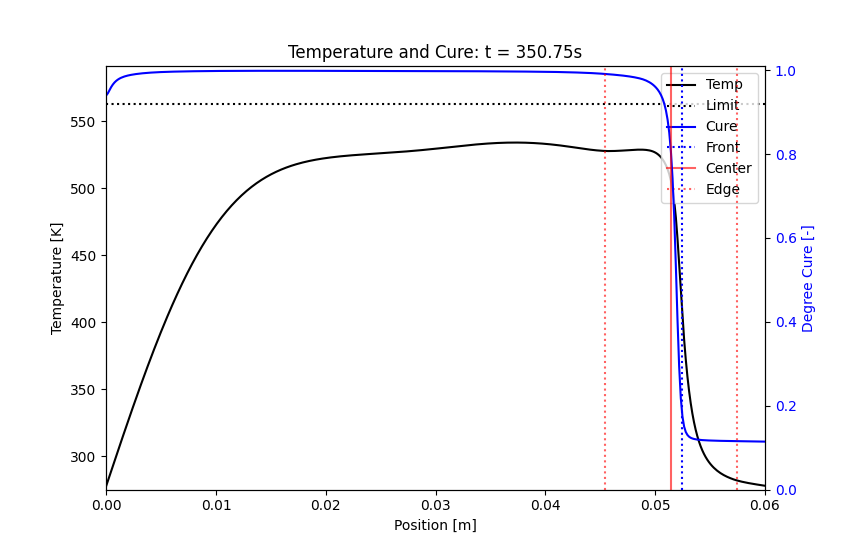 Temperature and Cure: t = 350.75s
Temperature [K]
550
500
450
400
350
300
Temp
Limit
Cure
Front
Center
Edge
1.0
0.8
0.6
0.4
0.2
0.0
Degree Cure [-]
0.00 0.01 0.02 0.03 0.04 0.05 0.06
Position [m]